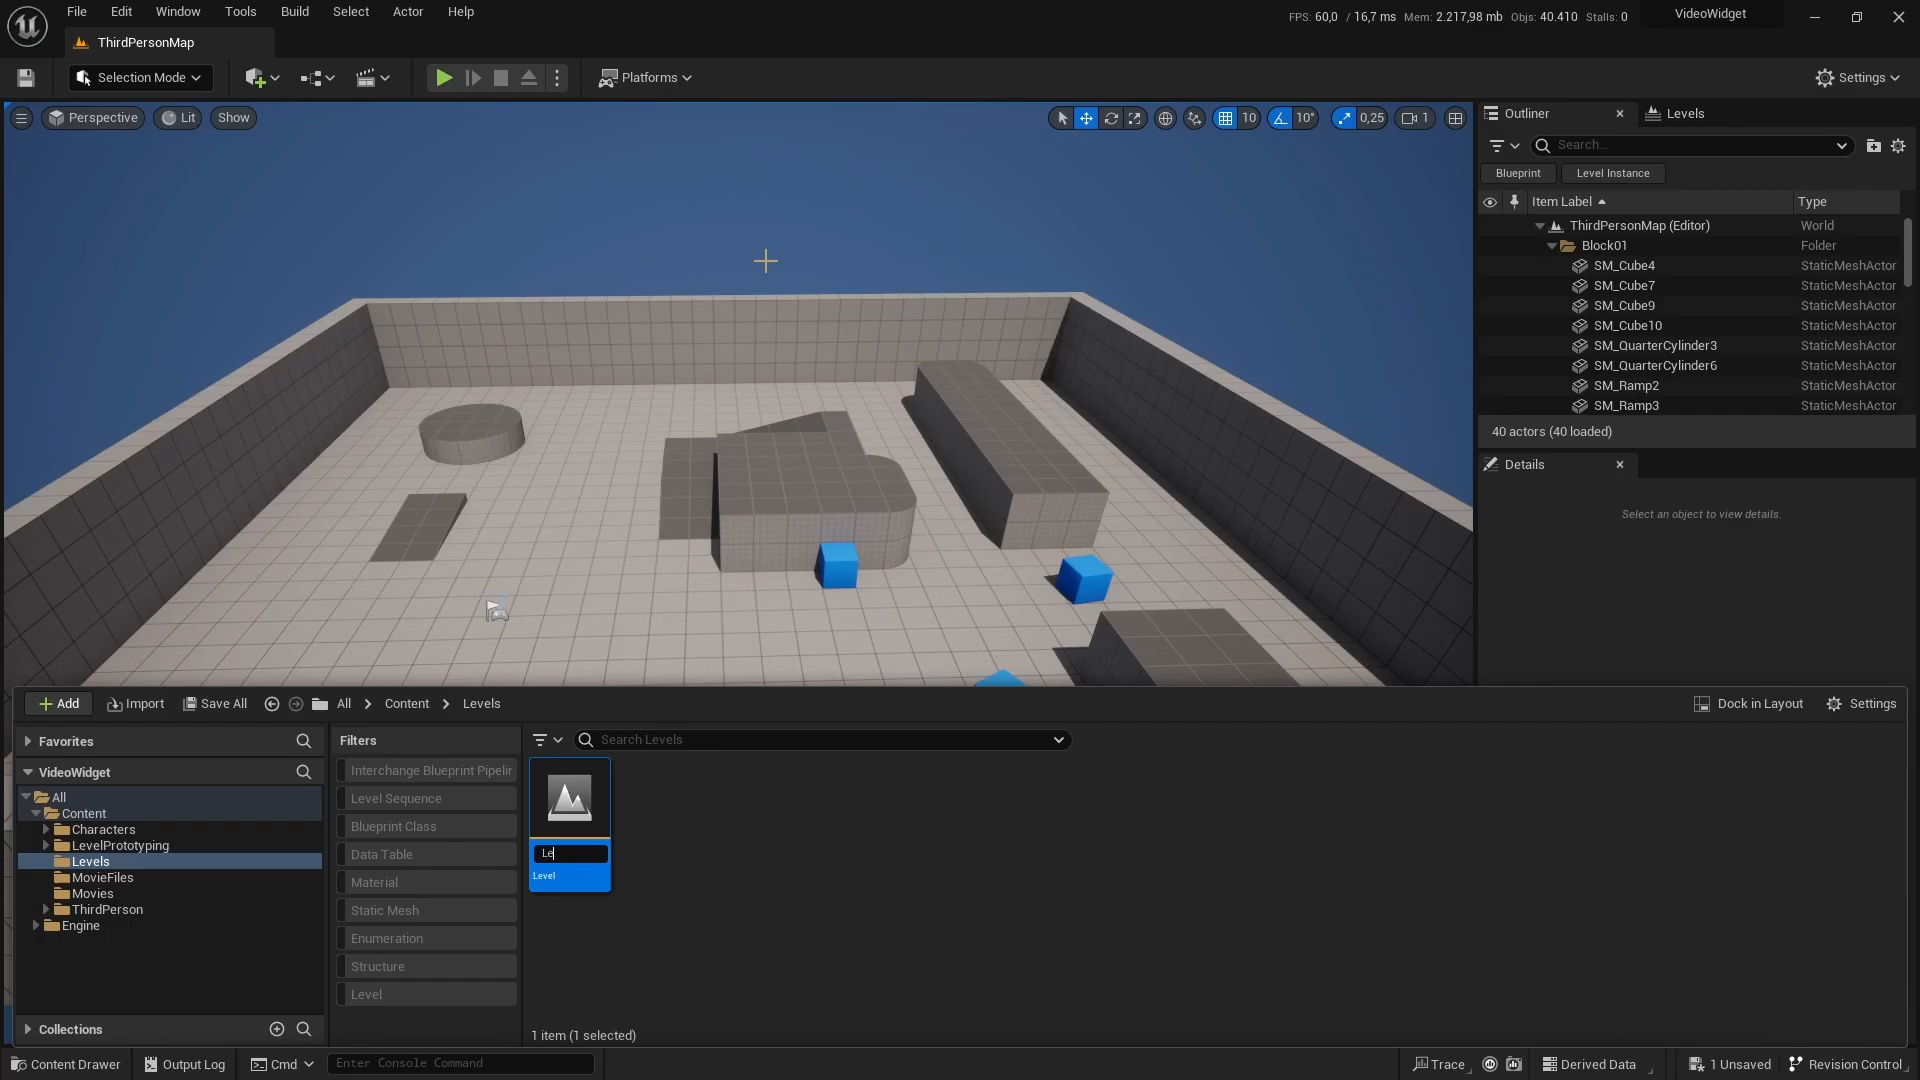 File Edit Window Tools Build Select Actor Help
FPS: 60,0 / 16,7 ms Mem: 2.217,98 mb Objs: 40.410 Stalls: 0
VideoWidget
ThirdPersonMap
Selection Mode
Platforms
Settings
Perspective Lit Show
10 10° 0,25 1
Outliner Levels
Search...
Blueprint Level Instance
Item Label Type
ThirdPersonMap (Editor) World
Block01 Folder
SM_Cube4 StaticMeshActor
SM_Cube7 StaticMeshActor
SM_Cube9 StaticMeshActor
SM_Cube10 StaticMeshActor
SM_QuarterCylinder3 StaticMeshActor
SM_QuarterCylinder6 StaticMeshActor
SM_Ramp2 StaticMeshActor
SM_Ramp3 StaticMeshActor
40 actors (40 loaded)
Details
Select an object to view details.
Add Import Save All All Content Levels
Dock in Layout Settings
Favorites
VideoWidget
All
Content
Characters
LevelPrototyping
Levels
MovieFiles
Movies
ThirdPerson
Engine
Collections
Filters
Interchange Blueprint Pipelir
Level Sequence
Blueprint Class
Data Table
Material
Static Mesh
Enumeration
Structure
Level
Search Levels
Le
Level
1 item (1 selected)
Content Drawer Output Log Cmd Enter Console Command
Trace Derived Data 1 Unsaved Revision Control